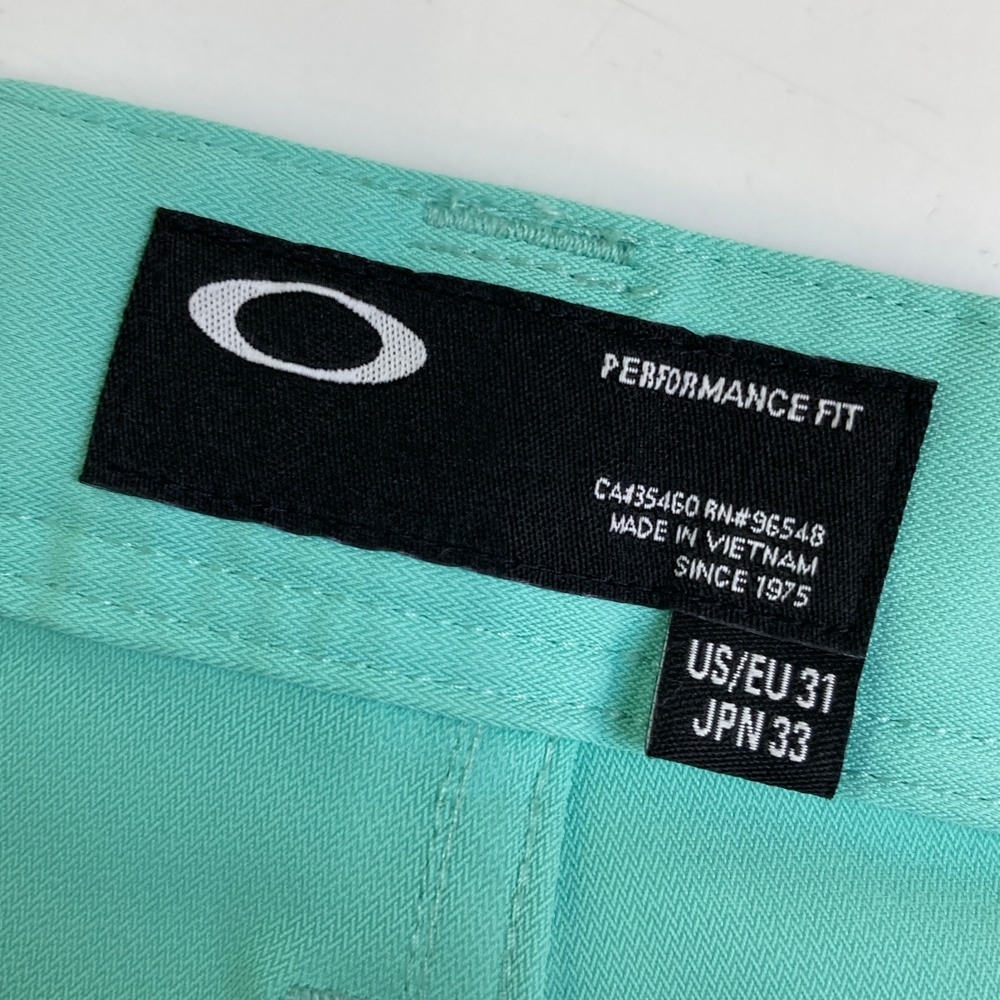 PERFORMANCE FIT
CA#35460 RN#96548
MADE IN VIETNAM
SINCE 1975
US/EU 31
JPN 33